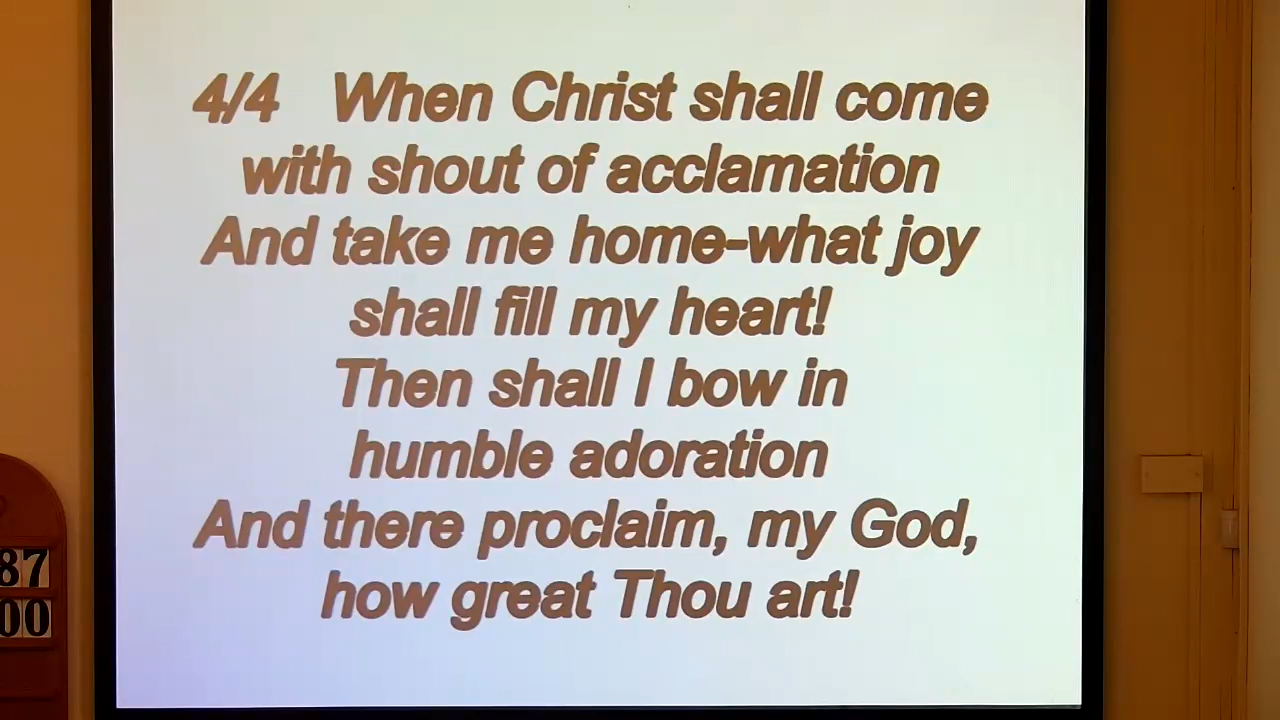 4/4 When Christ shall come
with shout of acclamation
And take me home-what joy
shall fill my heart!
Then shall I bow in
humble adoration
And there proclaim, my God,
how great Thou art!
87
00